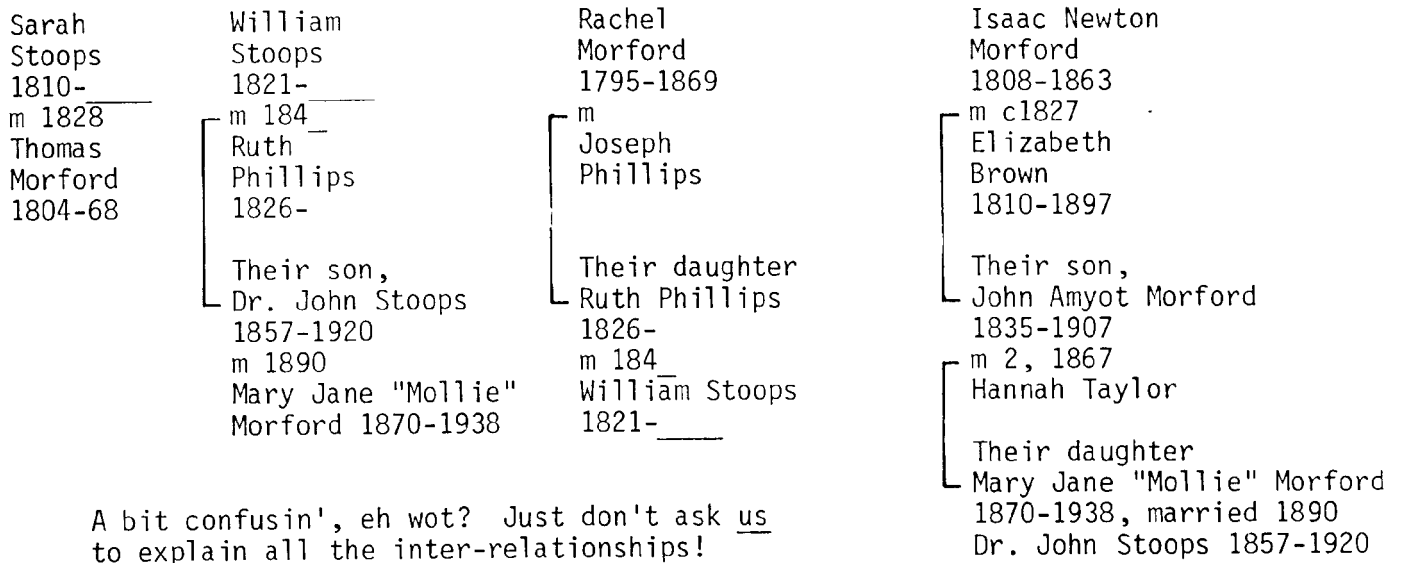 Sarah
Stoops
1810-____
m 1828
Thomas
Morford
1804-68
William
Stoops
1821-____
m 184_
Ruth
Phillips
1826-
Their son,
Dr. John Stoops
1857-1920
m 1890
Mary Jane "Mollie"
Morford 1870-1938
Rachel
Morford
1795-1869
m
Joseph
Phillips
Their daughter
Ruth Phillips
1826-
m 184_
William Stoops
1821-____
Isaac Newton
Morford
1808-1863
m c1827
Elizabeth
Brown
1810-1897
Their son,
John Amyot Morford
1835-1907
m 2, 1867
Hannah Taylor
Their daughter
Mary Jane "Mollie" Morford
1870-1938, married 1890
Dr. John Stoops 1857-1920
A bit confusin', eh wot? Just don't ask us
to explain all the inter-relationships!